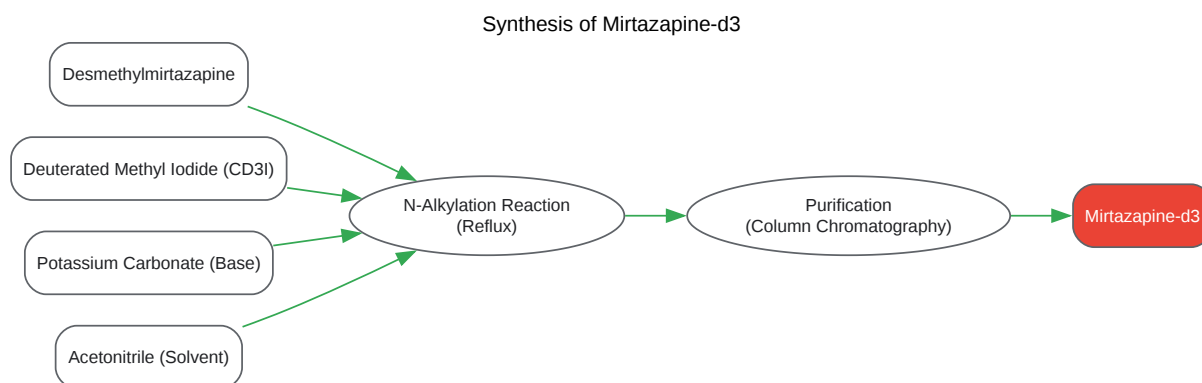 Synthesis of Mirtazapine-d3
Desmethylmirtazapine
Deuterated Methyl Iodide (CD3I)
Potassium Carbonate (Base)
Acetonitrile (Solvent)
N-Alkylation Reaction
(Reflux)
Purification
(Column Chromatography)
Mirtazapine-d3